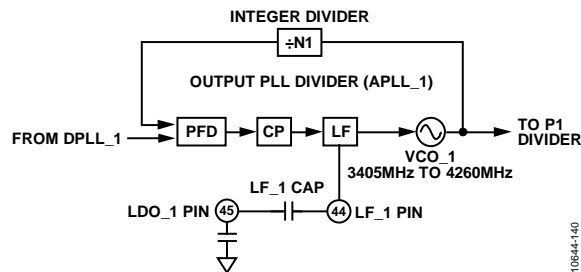 INTEGER DIVIDER
÷N1
OUTPUT PLL DIVIDER (APLL_1)
FROM DPLL_1
PFD
CP
LF
TO P1
DIVIDER
VCO_1
3405MHz TO 4260MHz
LF_1 CAP
LDO_1 PIN
45
44
LF_1 PIN
10644-140